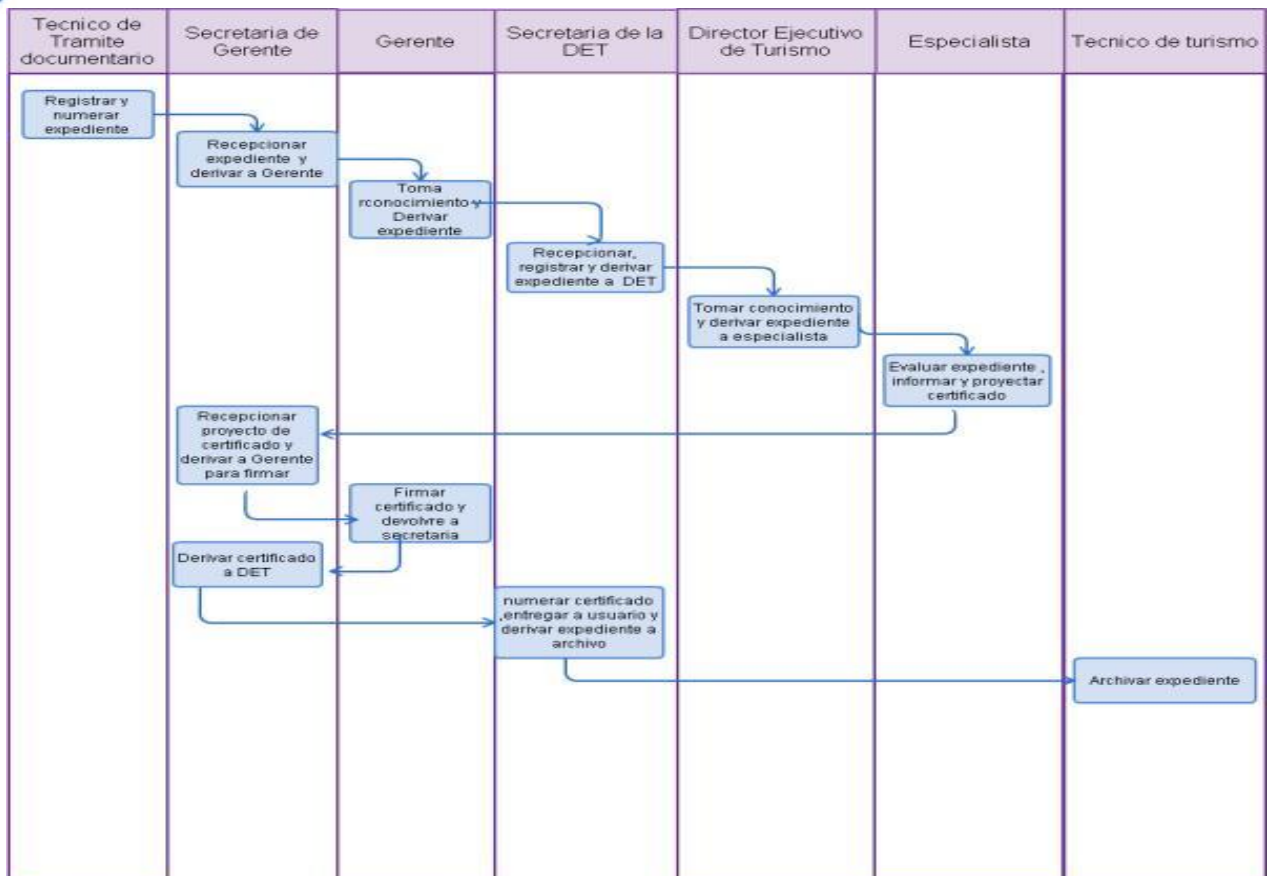 Tecnico de
Tramite
documentario
Secretaria de
Gerente
Gerente
Secretaria de la
DET
Director Ejecutivo
de Turismo
Especialista
Tecnico de turismo
Registrar y
numerar
expediente
Recepcionar
expediente y
derivar a Gerente
Toma
rconocimiento y
Derivar
expediente
Recepcionar,
registrar y derivar
expediente a DET
Tomar conocimiento
y derivar expediente
a especialista
Evaluar expediente ,
informar y proyectar
certificado
Recepcionar
proyecto de
certificado y
derivar a Gerente
para firmar
Firmar
certificado y
devolvre a
secretaria
Derivar certificado
a DET
numerar certificado
,entregar a usuario y
derivar expediente a
archivo
Archivar expediente